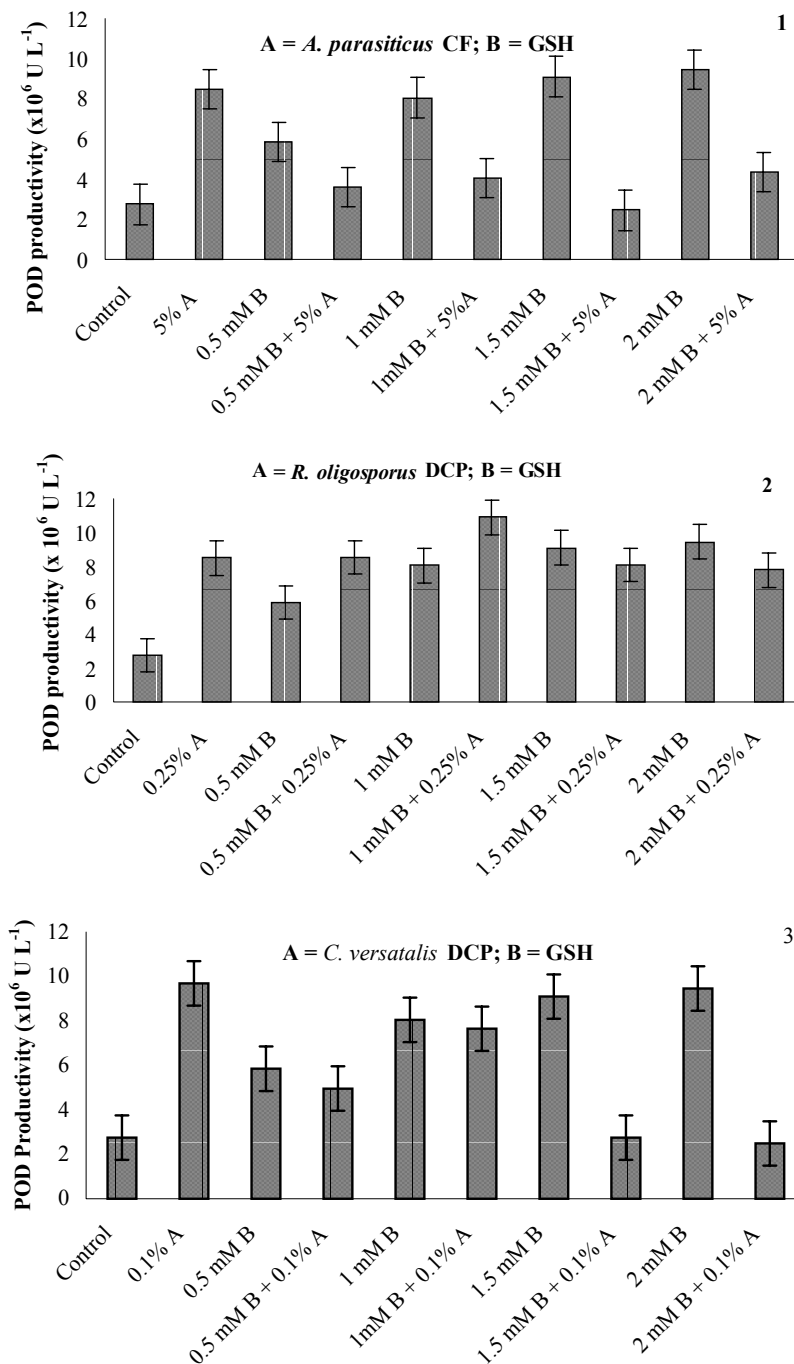 1
A = A. parasiticus CF; B = GSH
POD productivity (x10⁶ U L⁻¹)
12
10
8
6
4
2
0
Control
5% A
0.5 mM B
0.5 mM B + 5% A
1 mM B
1mM B + 5%A
1.5 mM B
1.5 mM B + 5% A
2 mM B
2 mM B + 5% A
A = R. oligosporus DCP; B = GSH
2
POD productivity (x 10⁶ U L⁻¹)
12
10
8
6
4
2
0
Control
0.25% A
0.5 mM B
0.5 mM B + 0.25% A
1 mM B
1 mM B + 0.25% A
1.5 mM B
1.5 mM B + 0.25% A
2 mM B
2 mM B + 0.25% A
3
A = C. versatalis DCP; B = GSH
POD Productivity (x10⁶ U L⁻¹)
12
10
8
6
4
2
0
Control
0.1% A
0.5 mM B
0.5 mM B + 0.1% A
1 mM B
1mM B + 0.1% A
1.5 mM B
1.5 mM B + 0.1% A
2 mM B
2 mM B + 0.1% A